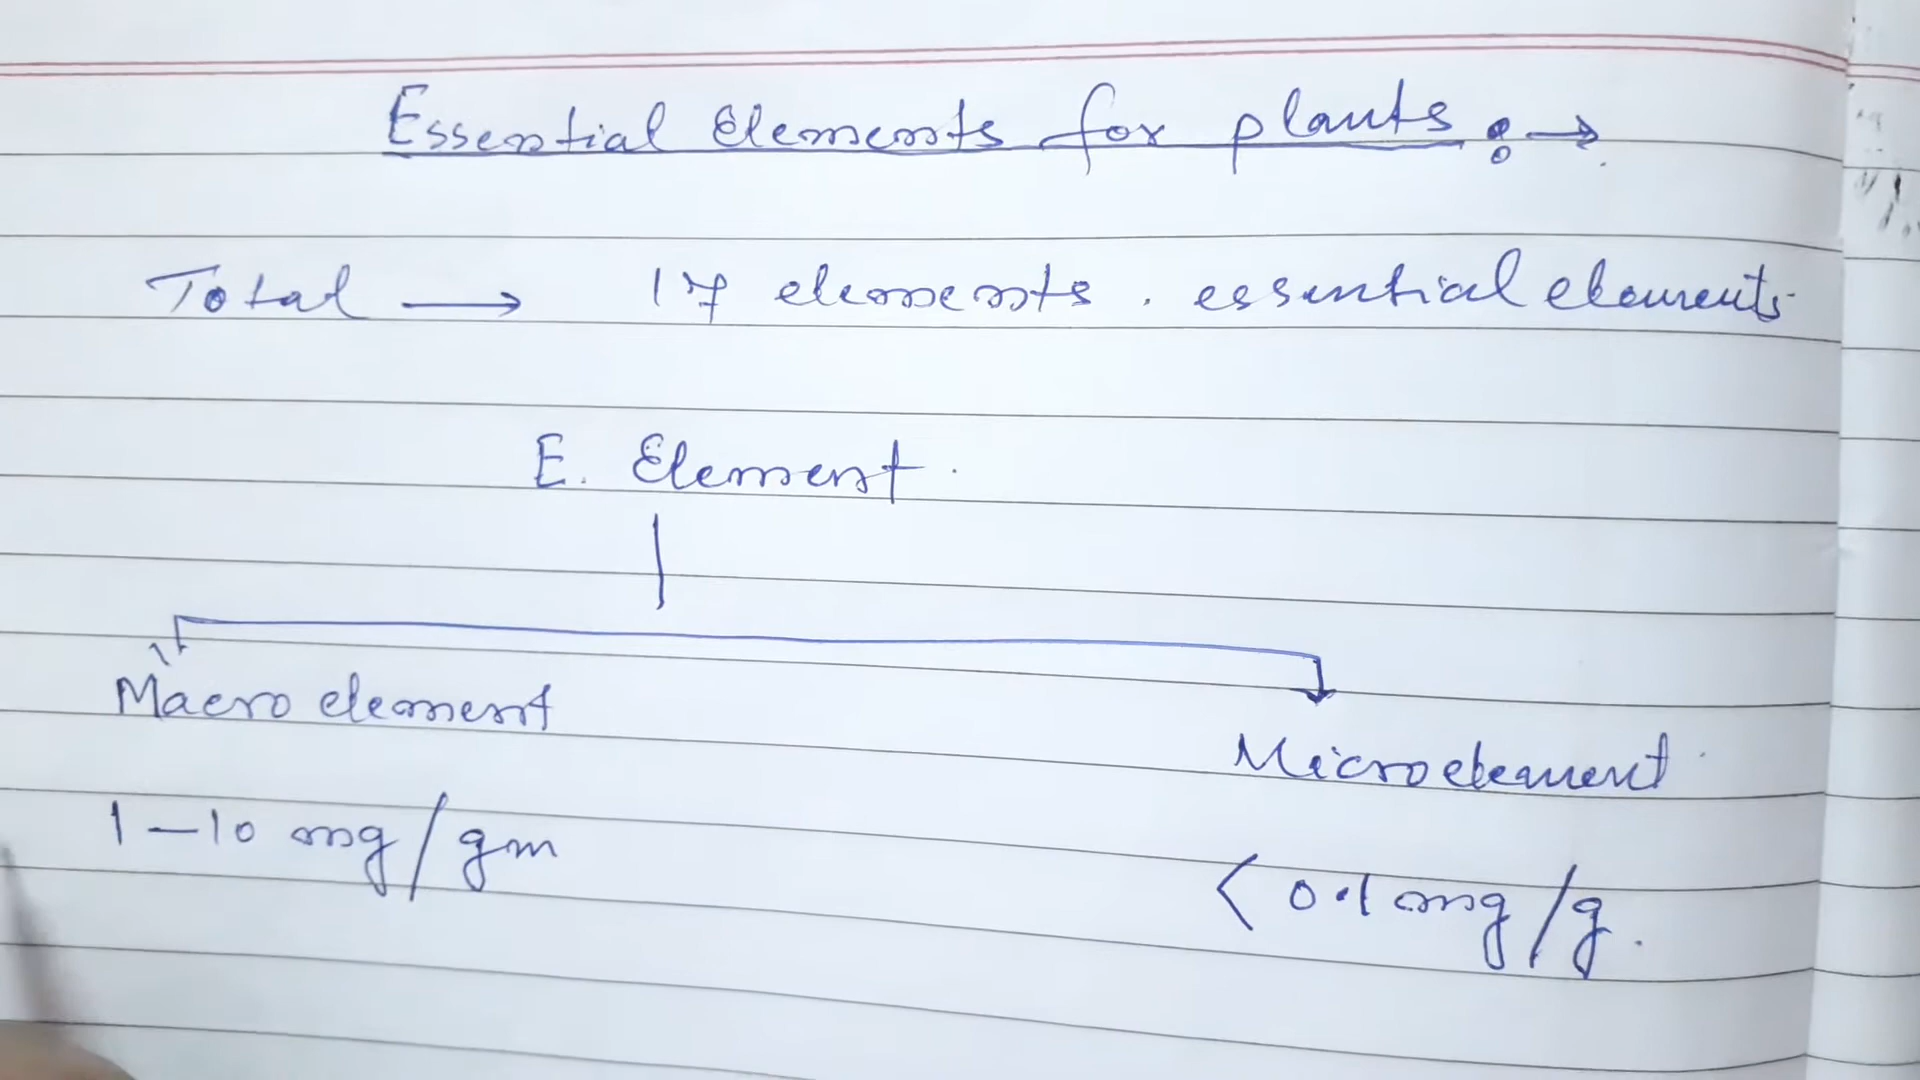 Essential Elements for plants :→
Total → 17 elements . essential elements.
E. Element.
Macro element
Microelement
1-10 mg/gm
< 0.1 mg/g.